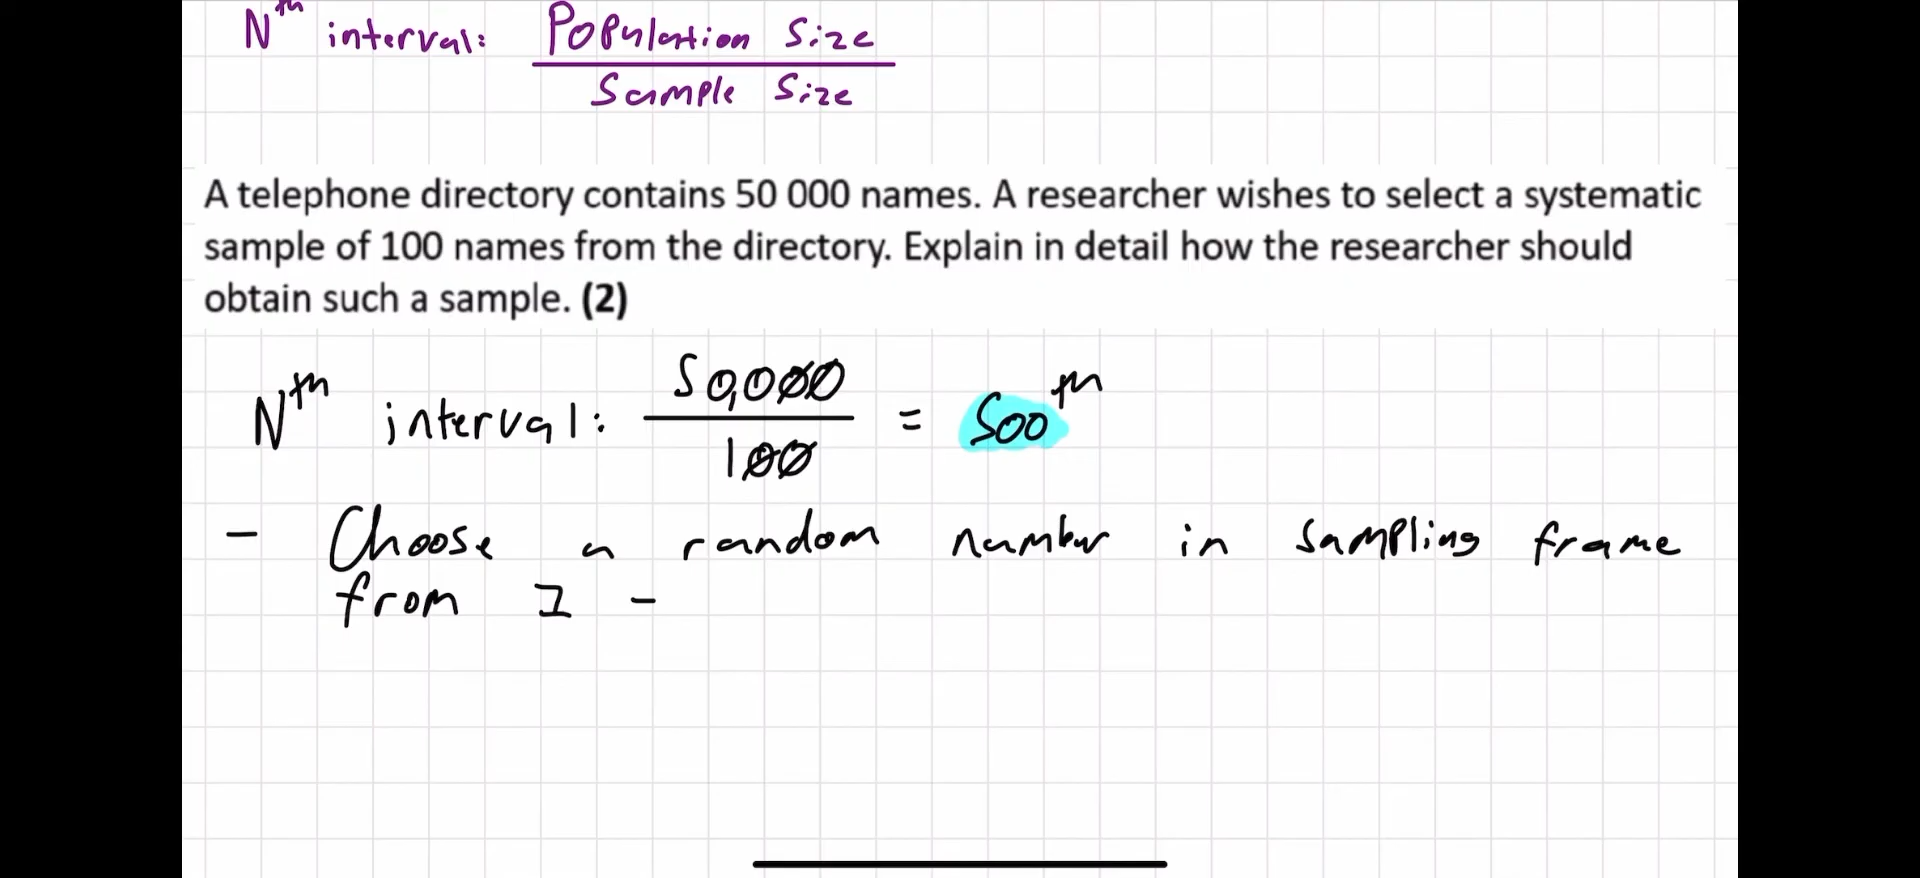 Nth interval: Population Size
Sample Size
A telephone directory contains 50 000 names. A researcher wishes to select a systematic
sample of 100 names from the directory. Explain in detail how the researcher should
obtain such a sample. (2)
Nth interval: 50,000
100
= 500th
- Choose a random number in sampling frame
from 1 -